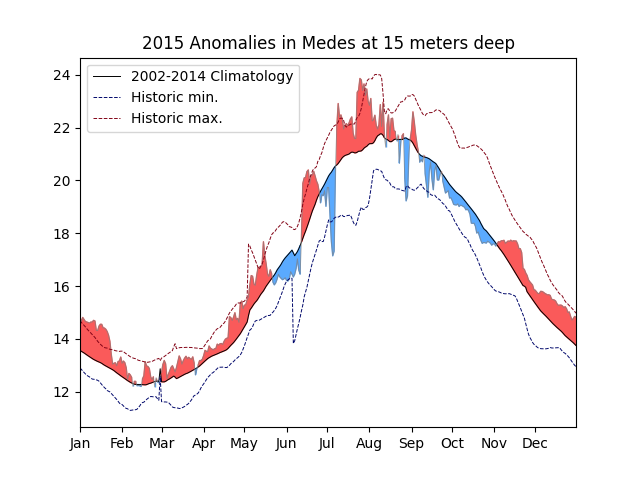 2015 Anomalies in Medes at 15 meters deep
2002-2014 Climatology
Historic min.
Historic max.
24
22
20
18
16
14
12
Jan Feb Mar Apr May Jun Jul Aug Sep Oct Nov Dec